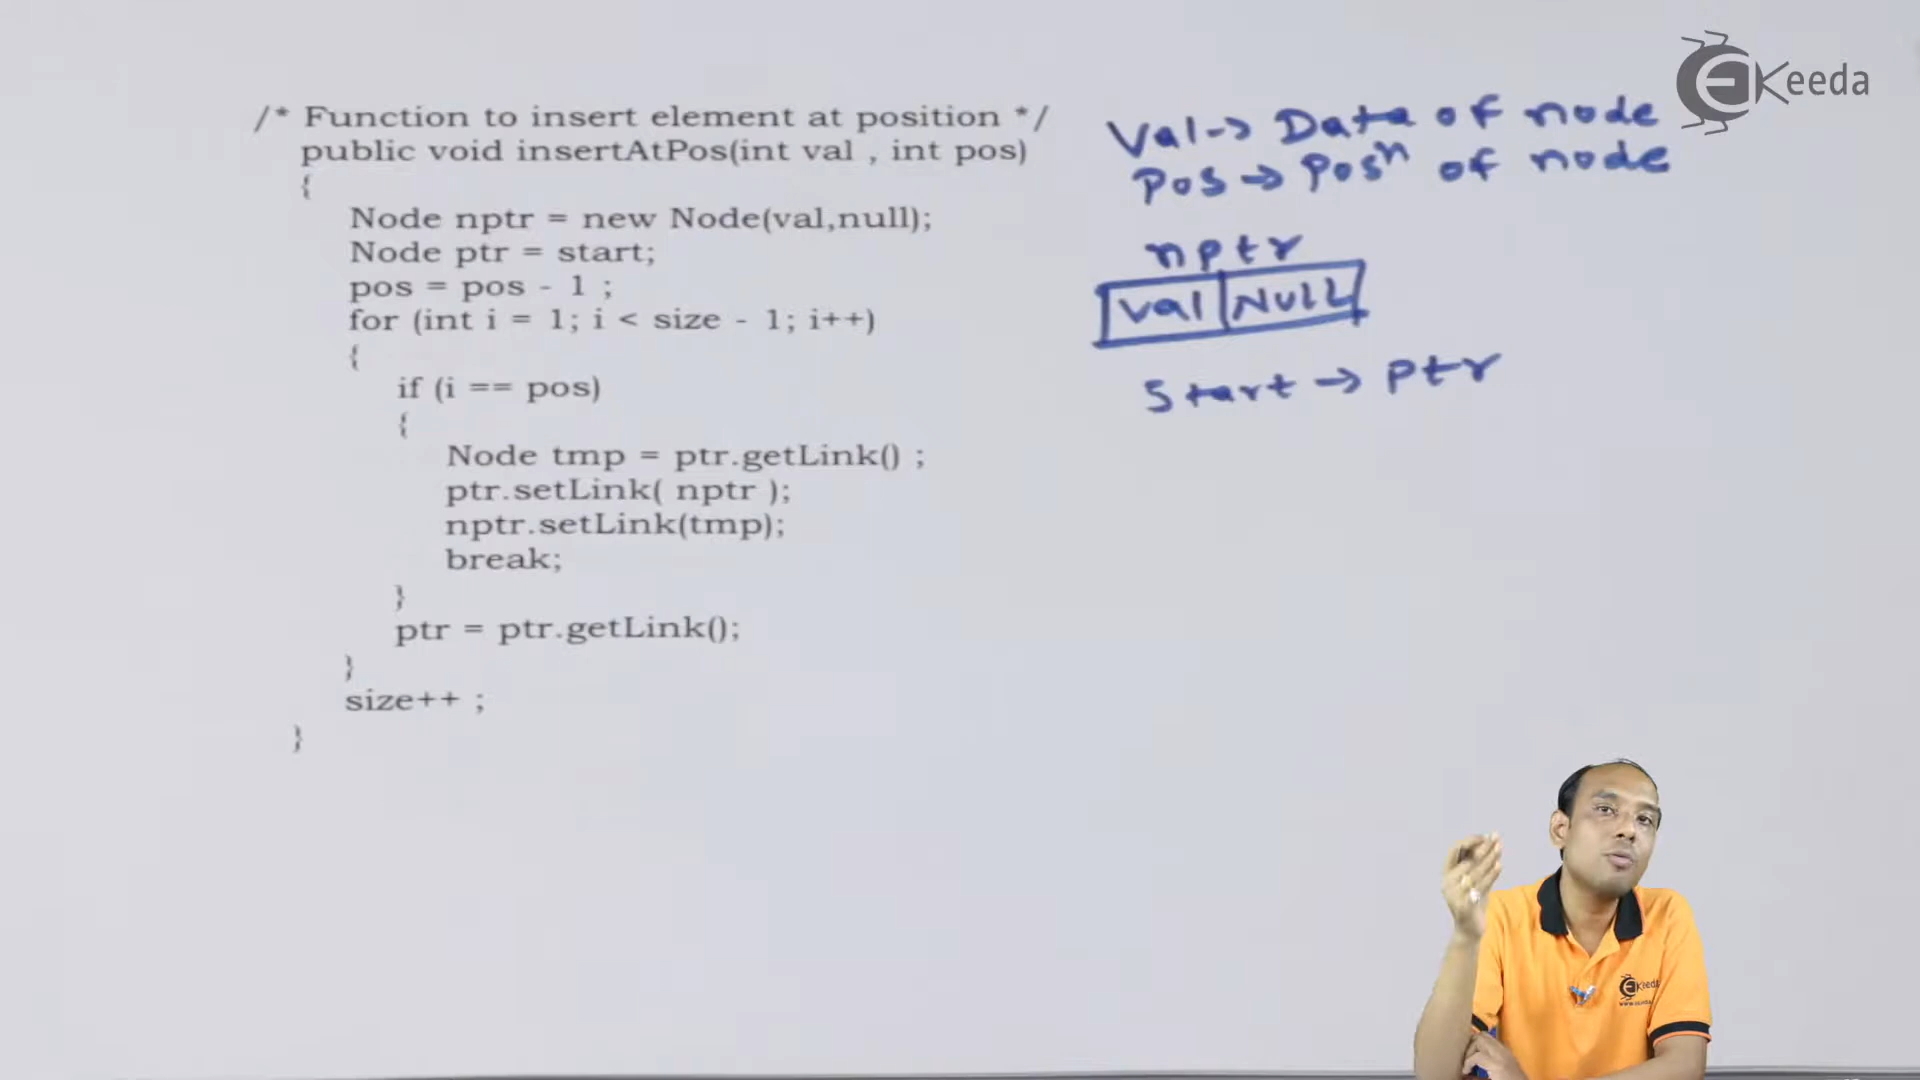 /* Function to insert element at position */
public void insertAtPos(int val , int pos)
{
Node nptr = new Node(val,null);
Node ptr = start;
pos = pos - 1 ;
for (int i = 1; i < size - 1; i++)
{
if (i == pos)
{
Node tmp = ptr.getLink() ;
ptr.setLink( nptr );
nptr.setLink(tmp);
break;
}
ptr = ptr.getLink();
}
size++ ;
}
Val -> Data of node
Pos -> Posn of node
nptr
val NULL
Start -> ptr
EKeeda
EKeeda